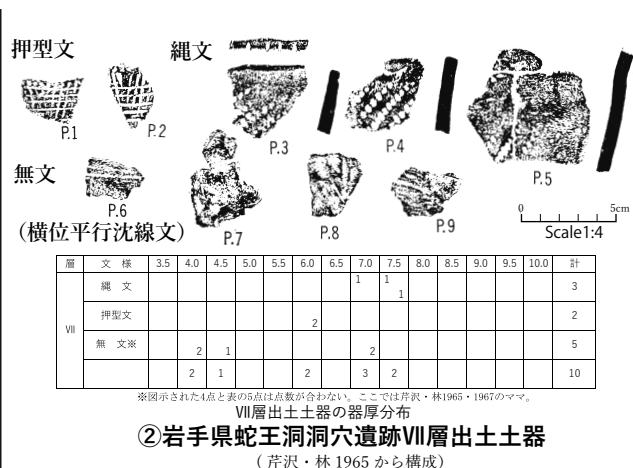 押型文
縄文
P.1
P.2
P.3
P.4
P.5
無文
P.6
P.7
P.8
P.9
（横位平行沈線文）
0 5cm
Scale1:4
層 文 様 3.5 4.0 4.5 5.0 5.5 6.0 6.5 7.0 7.5 8.0 8.5 9.0 9.5 10.0 計
Ⅶ
縄 文 1 1 1 3
押型文 2 2
無 文※ 2 1 2 5
2 1 2 3 2 10
※図示された4点と表の5点は点数が合わない。ここでは芹沢・林1965・1967のママ。
Ⅶ層出土土器の器厚分布
②岩手県蛇王洞洞穴遺跡Ⅶ層出土土器
（芹沢・林 1965 から構成）